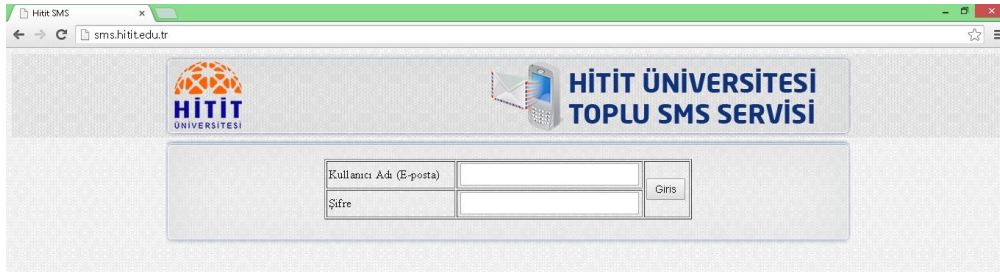 Hitit SMS
sms.hitit.edu.tr
HİTİT
ÜNİVERSİTESİ
HİTİT ÜNİVERSİTESİ
TOPLU SMS SERVİSİ
Kullanıcı Adı (E-posta)
Giris
Şifre